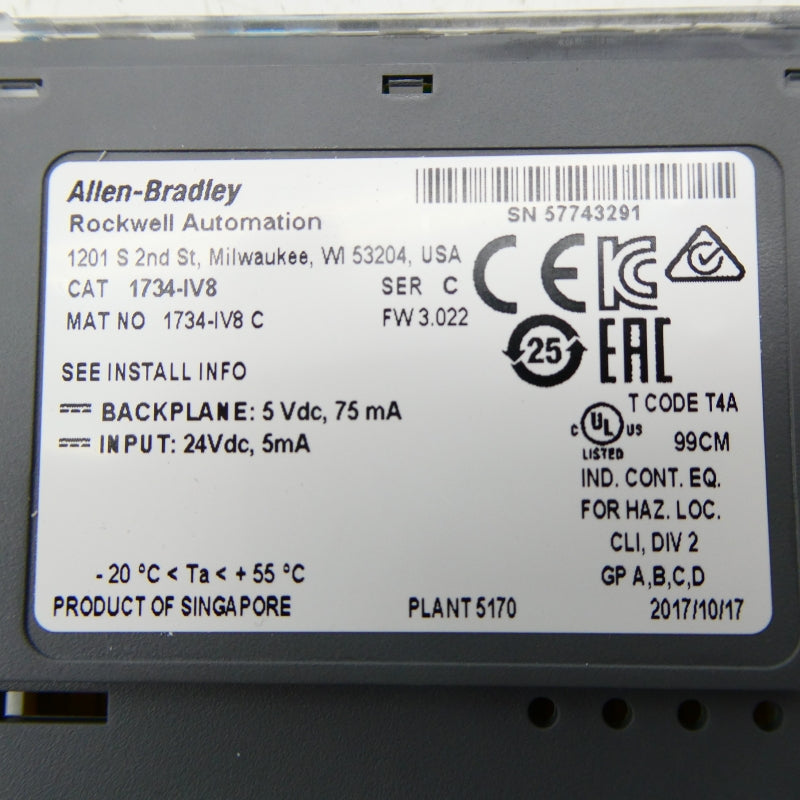 Allen-Bradley
Rockwell Automation
SN 57743291
1201 S 2nd St, Milwaukee, WI 53204, USA
CAT 1734-IV8 SER C
MAT NO 1734-IV8 C FW 3.022
CE KC
25 EAC
SEE INSTALL INFO
BACKPLANE: 5 Vdc, 75 mA
INPUT: 24Vdc, 5mA
T CODE T4A
C UL US
LISTED
99CM
IND. CONT. EQ.
FOR HAZ. LOC.
CLI, DIV 2
GP A,B,C,D
- 20 °C < Ta < + 55 °C
PRODUCT OF SINGAPORE PLANT 5170 2017/10/17